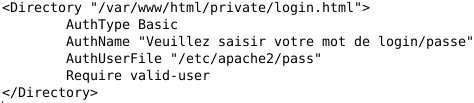 <Directory "/var/www/html/private/login.html">
        AuthType Basic
        AuthName "Veuillez saisir votre mot de login/passe"
        AuthUserFile "/etc/apache2/pass"
        Require valid-user
</Directory>